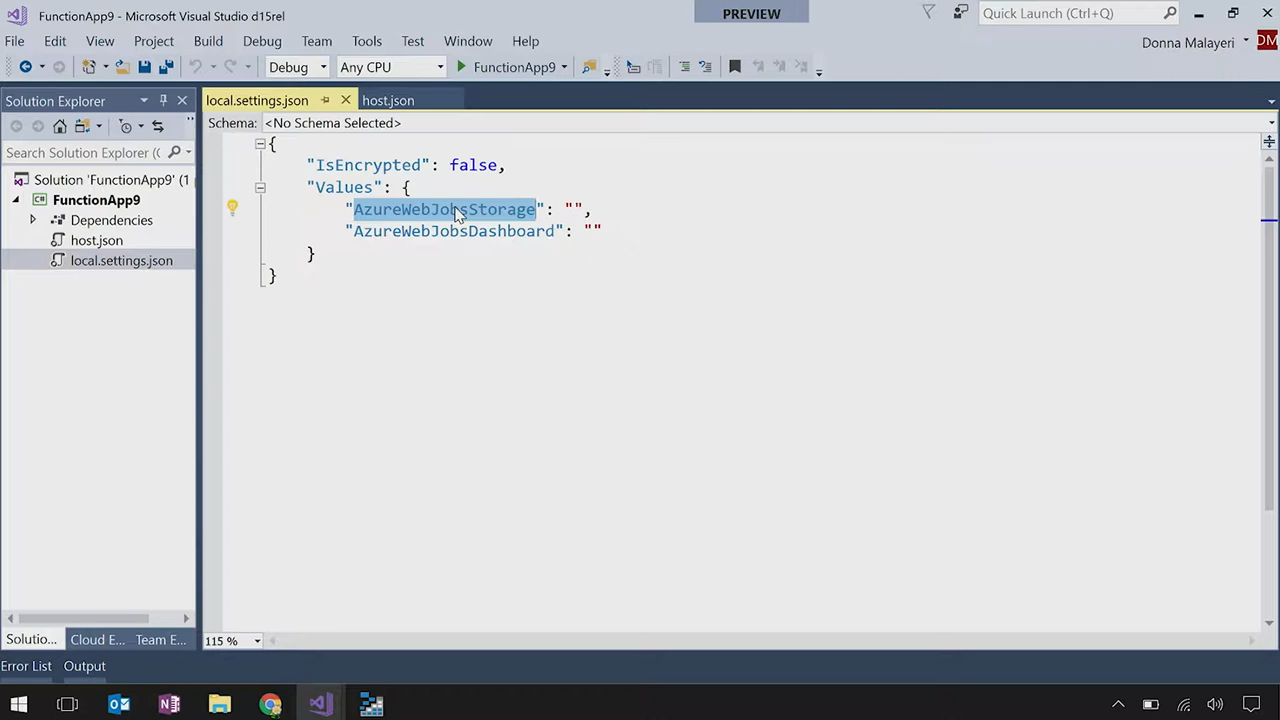 FunctionApp9 - Microsoft Visual Studio d15rel
PREVIEW
Quick Launch (Ctrl+Q)
File Edit View Project Build Debug Team Tools Test Window Help
Donna Malayeri
DM
Debug Any CPU FunctionApp9
Solution Explorer
local.settings.json host.json
Schema: <No Schema Selected>
Search Solution Explorer (
Solution 'FunctionApp9' (1
FunctionApp9
Dependencies
host.json
local.settings.json
{
"IsEncrypted": false,
"Values": {
"AzureWebJobsStorage": "",
"AzureWebJobsDashboard": ""
}
}
Solutio... Cloud E... Team E...
115 %
Error List Output